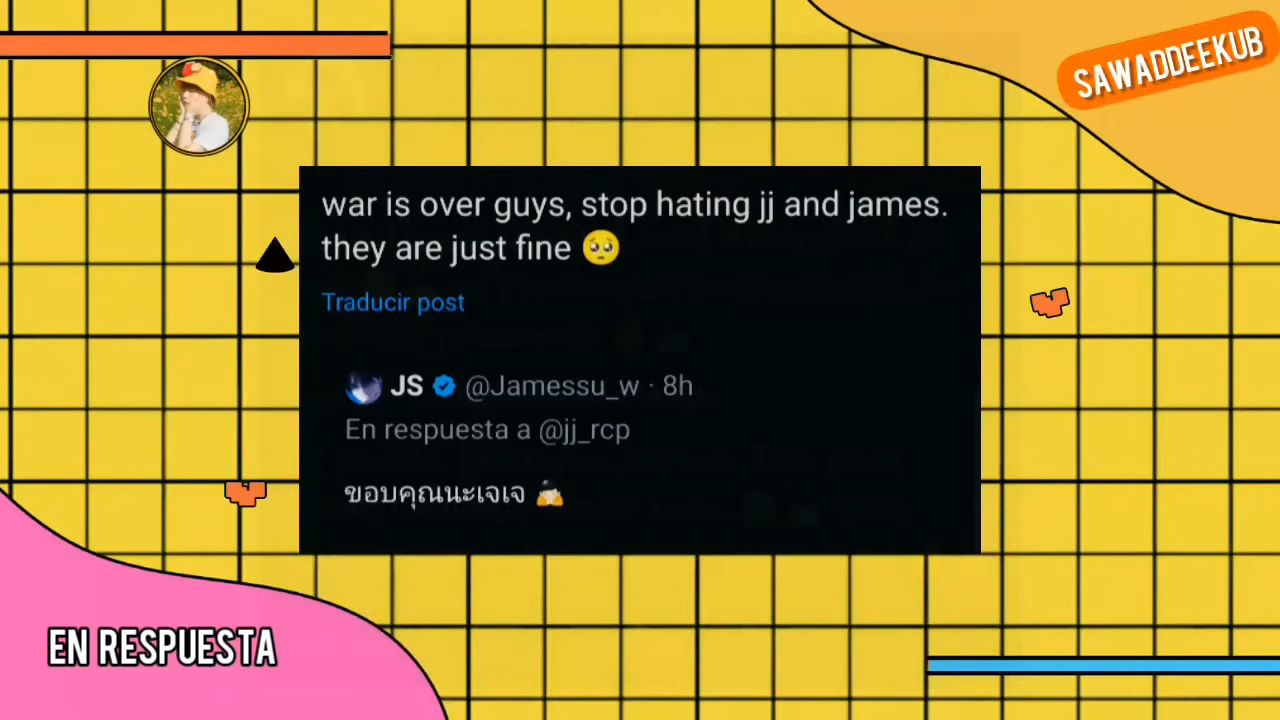 SAWADDEEKUB
war is over guys, stop hating jj and james.
they are just fine 🥺
Traducir post
JS @Jamessu_w · 8h
En respuesta a @jj_rcp
ขอบคุณนะเจเจ 🙇🏻
EN RESPUESTA